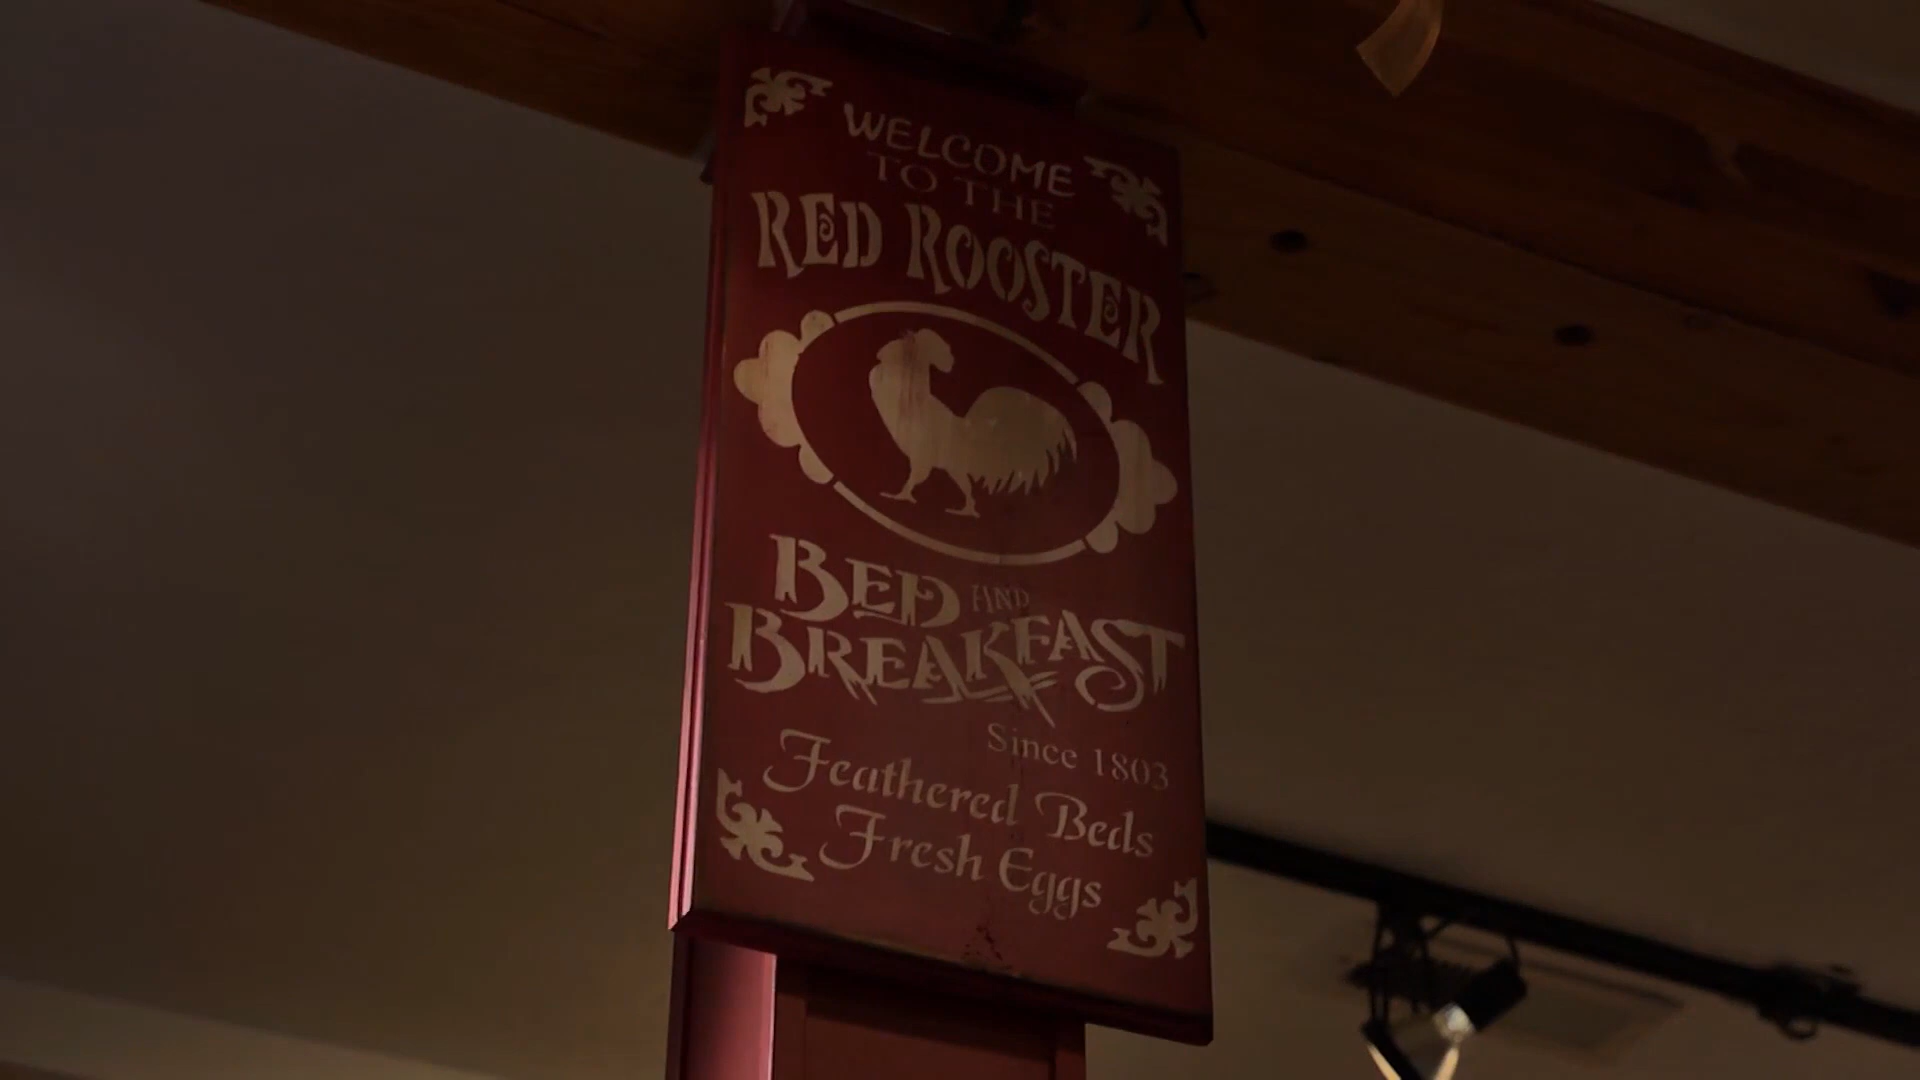 WELCOME
TO THE
RED ROOSTER
BED AND
BREAKFAST
Since 1803
Feathered Beds
Fresh Eggs